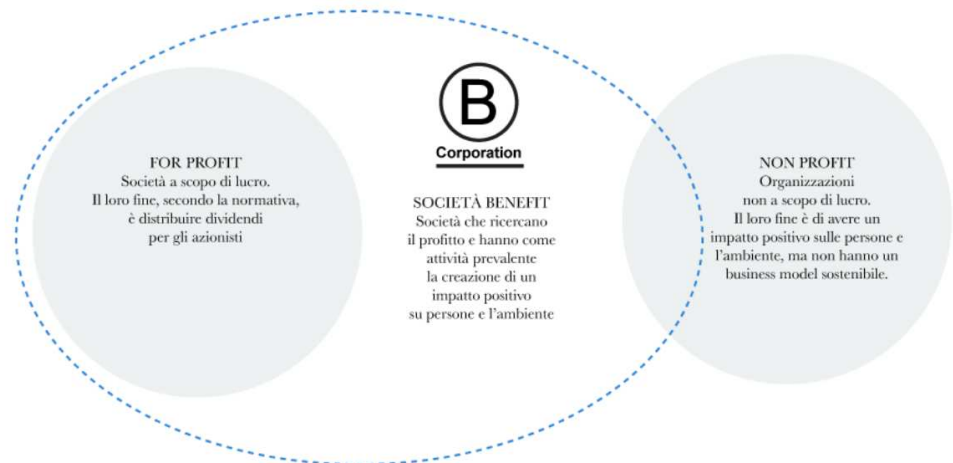 FOR PROFIT
Società a scopo di lucro.
Il loro fine, secondo la normativa,
è distribuire dividendi
per gli azionisti
B
Corporation
SOCIETÀ BENEFIT
Società che ricercano
il profitto e hanno come
attività prevalente
la creazione di un
impatto positivo
su persone e l’ambiente
NON PROFIT
Organizzazioni
non a scopo di lucro.
Il loro fine è di avere un
impatto positivo sulle persone e
l’ambiente, ma non hanno un
business model sostenibile.